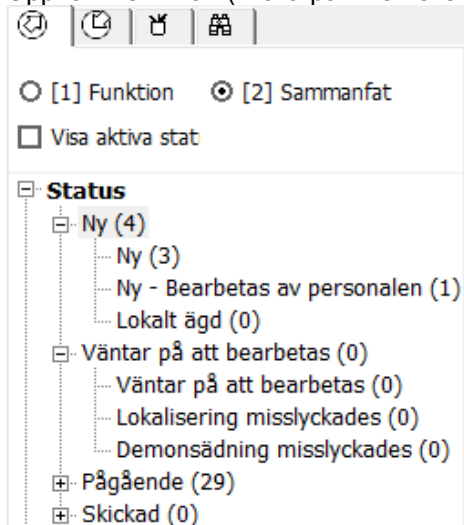 [1] Funktion [2] Sammanfat
Visa aktiva stat
Status
Ny (4)
Ny (3)
Ny - Bearbetas av personalen (1)
Lokalt ägd (0)
Väntar på att bearbetas (0)
Väntar på att bearbetas (0)
Lokalisering misslyckades (0)
Demonsädning misslyckades (0)
Pågående (29)
Skickad (0)